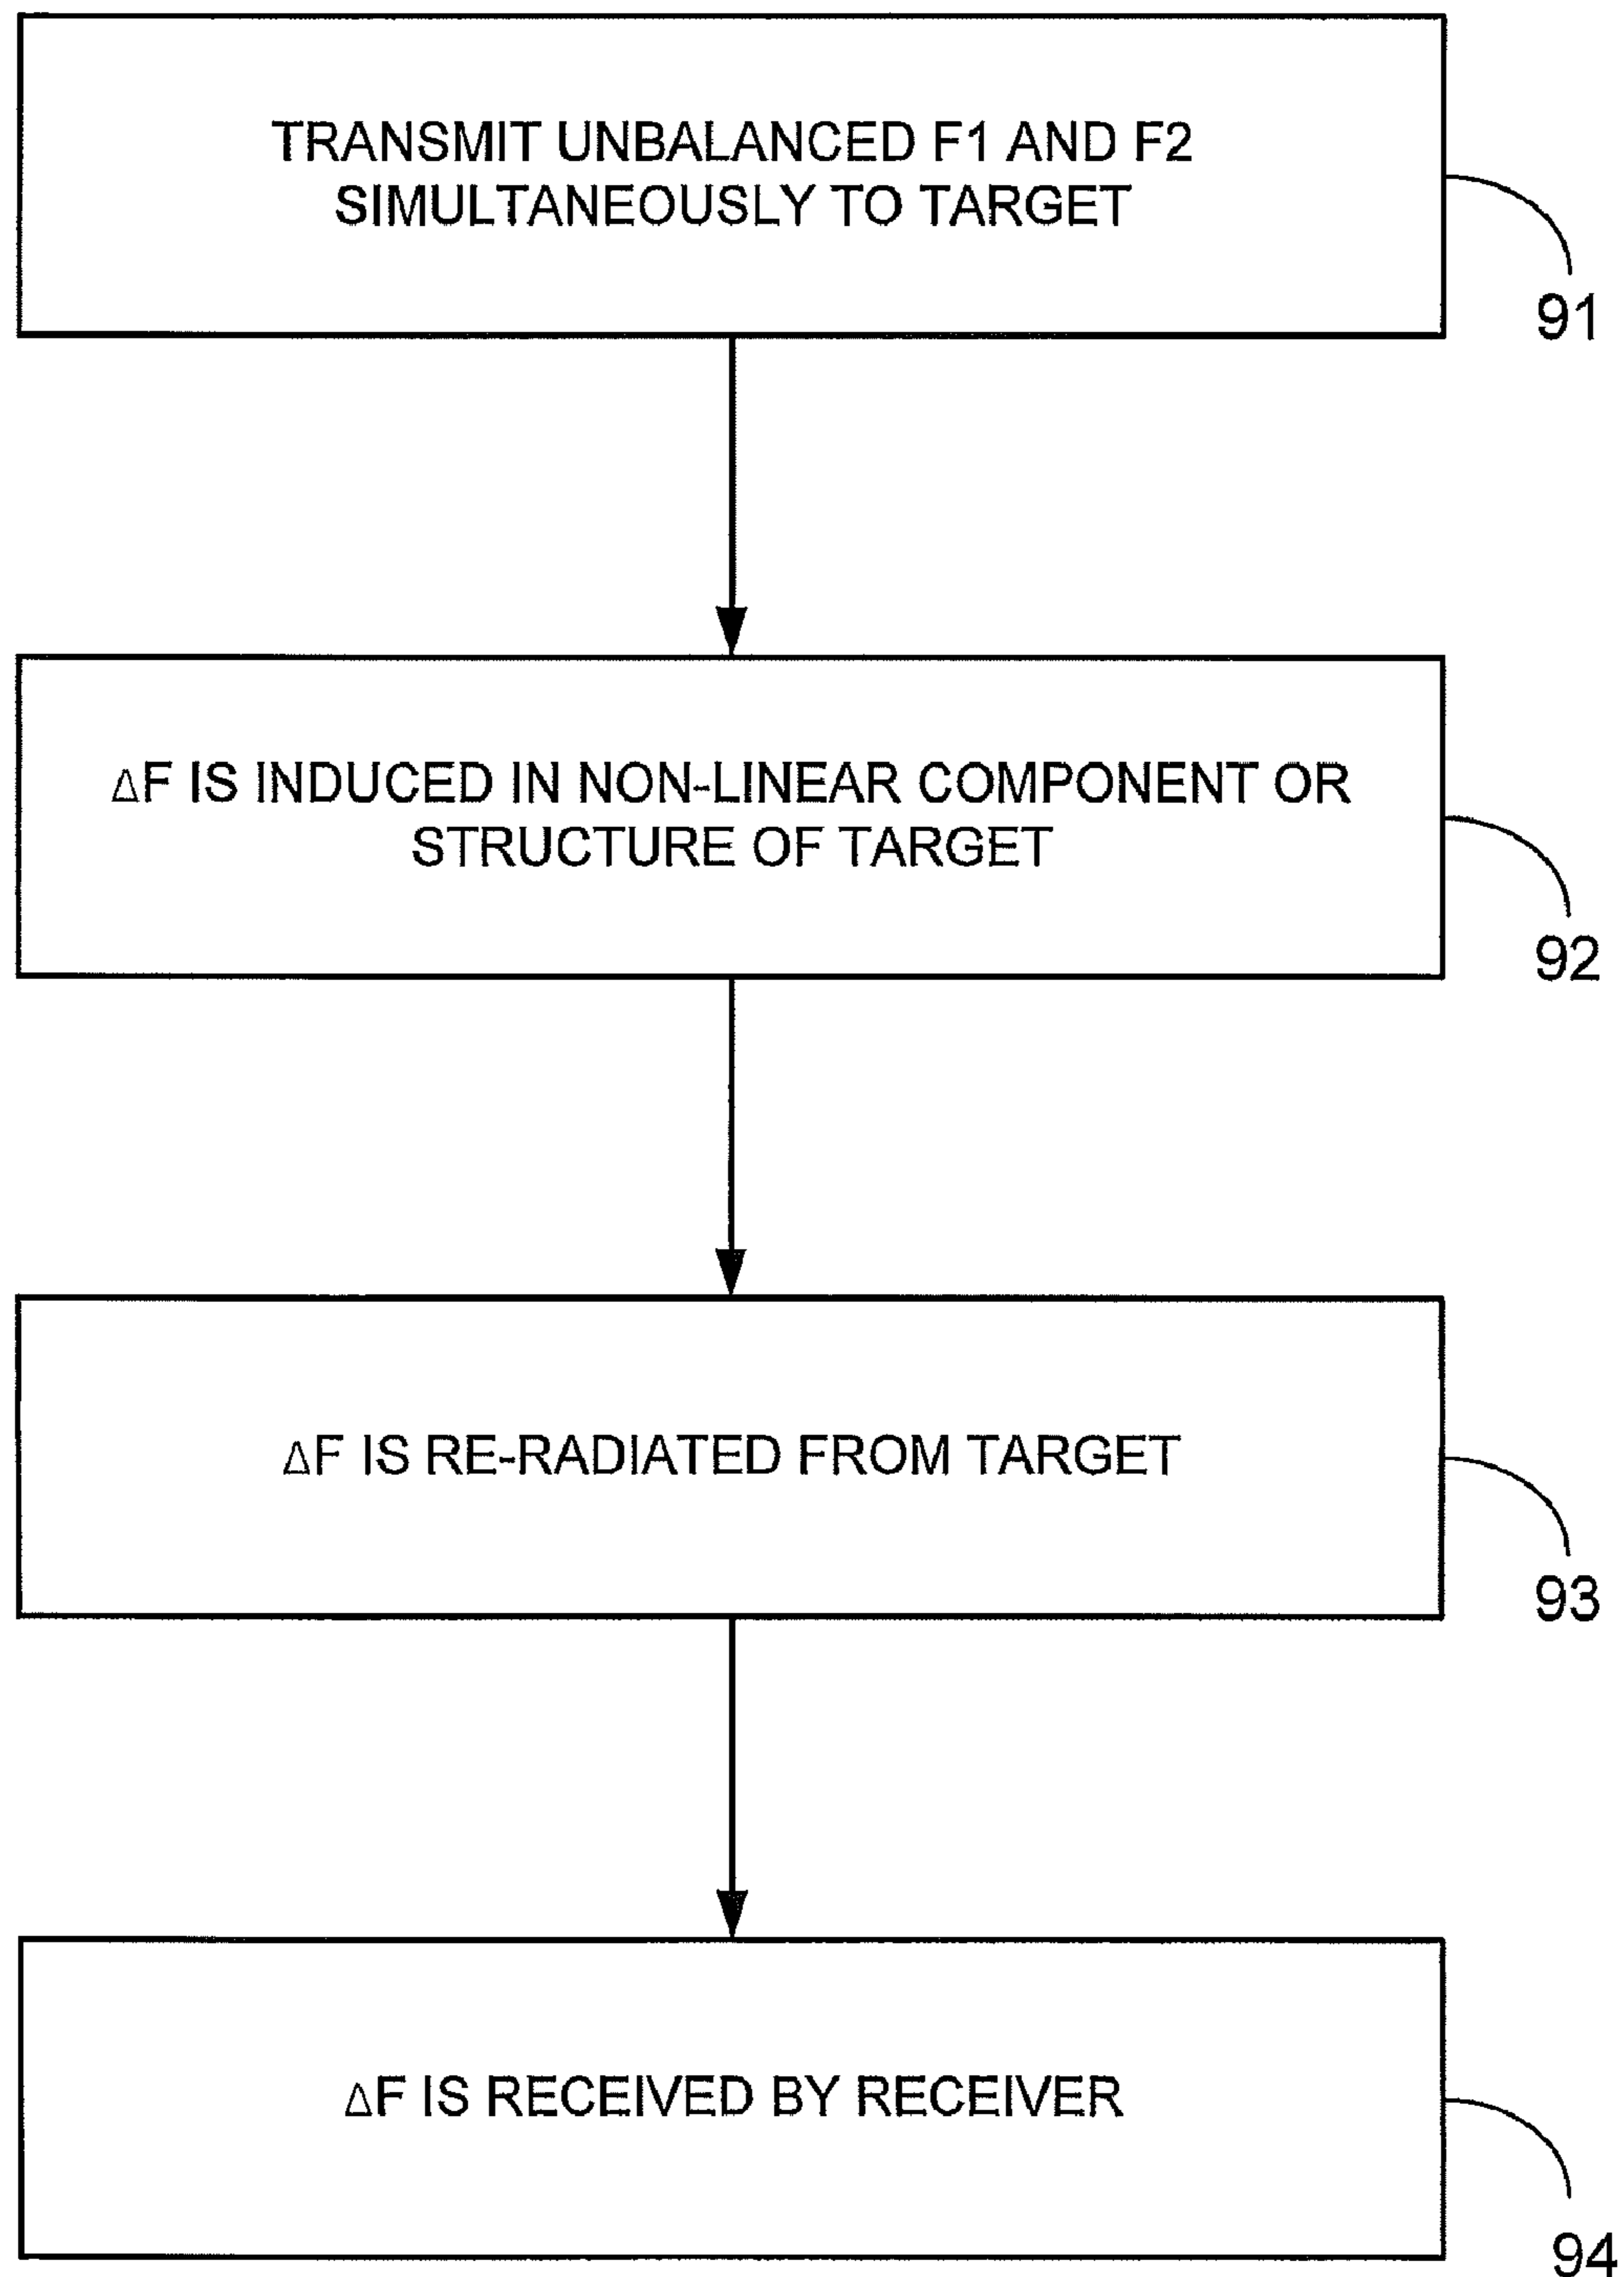 TRANSMIT UNBALANCED F1 AND F2
SIMULTANEOUSLY TO TARGET
91
ΔF IS INDUCED IN NON-LINEAR COMPONENT OR
STRUCTURE OF TARGET
92
ΔF IS RE-RADIATED FROM TARGET
93
ΔF IS RECEIVED BY RECEIVER
94